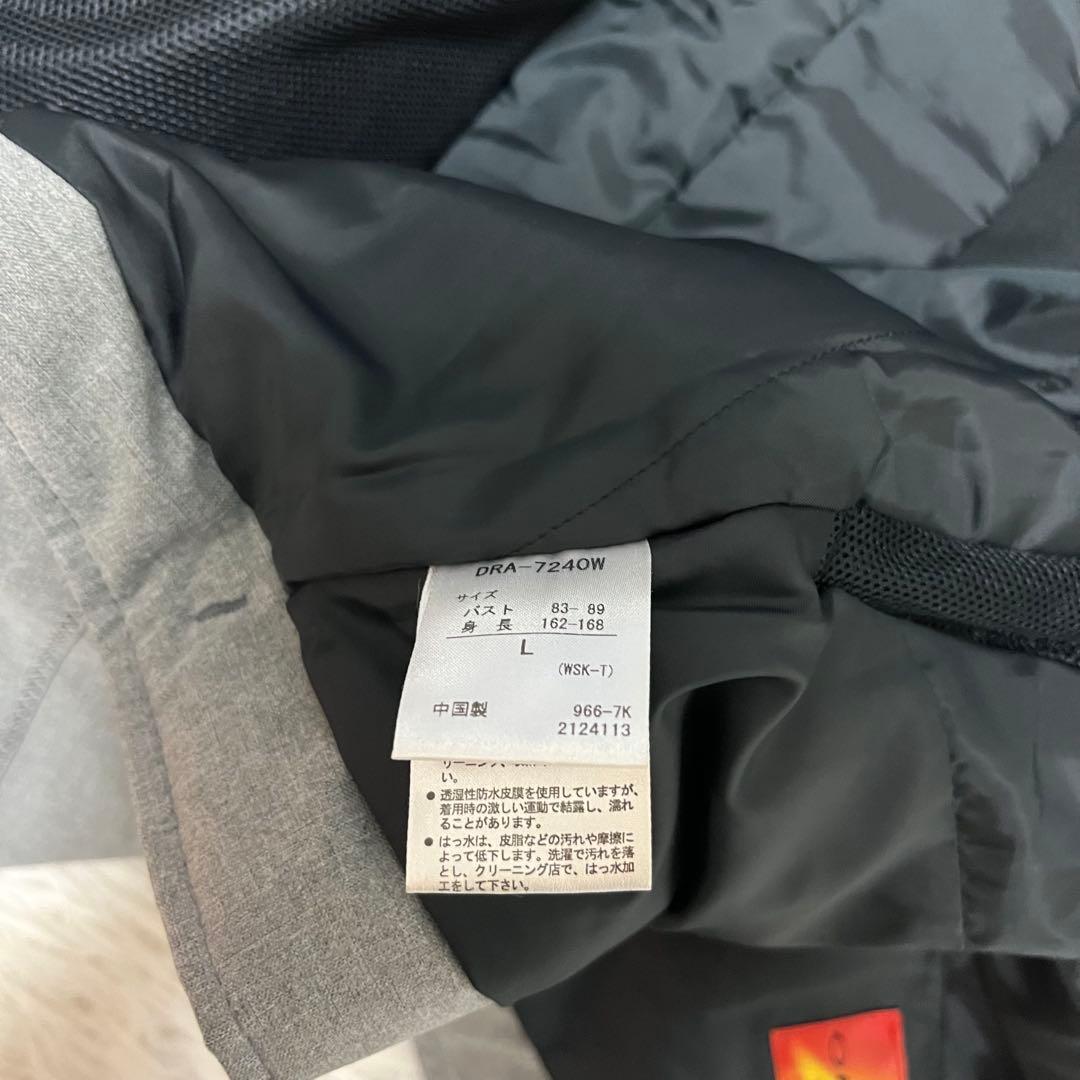 DRA-7240W
サイズ
バスト 83- 89
身 長 162-168
L
(WSK-T)
中国製 966-7K
2124113
い。
● 透湿性防水皮膜を使用していますが、
着用時の激しい運動で結露し、濡れ
ることがあります。
● はっ水は、皮脂などの汚れや摩擦に
よって低下します。洗濯で汚れを落
とし、クリーニング店で、はっ水加
工をして下さい。